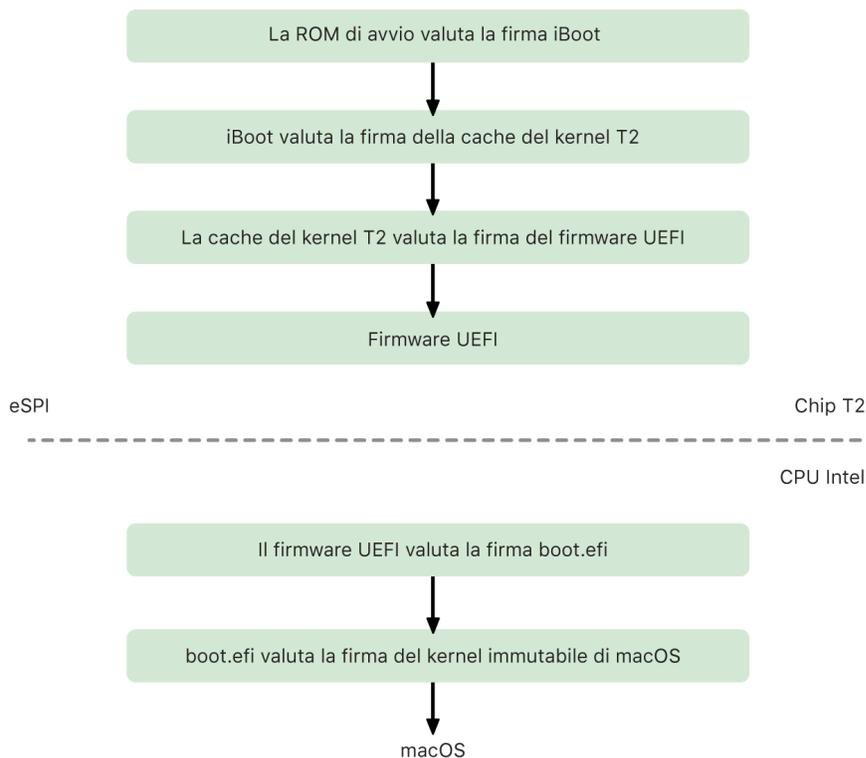 La ROM di avvio valuta la firma iBoot
iBoot valuta la firma della cache del kernel T2
La cache del kernel T2 valuta la firma del firmware UEFI
Firmware UEFI
eSPI
Chip T2
CPU Intel
Il firmware UEFI valuta la firma boot.efi
boot.efi valuta la firma del kernel immutabile di macOS
macOS